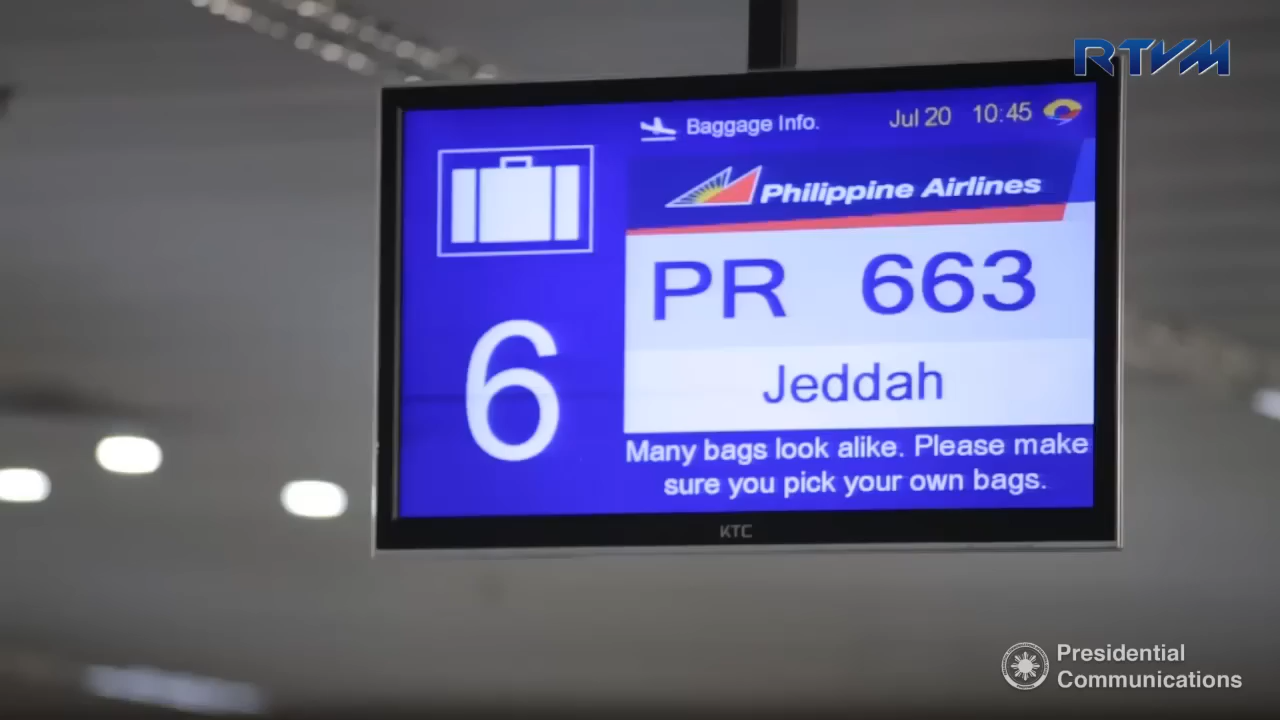 RTVM
Baggage Info. Jul 20 10:45
Philippine Airlines
PR 663
6
Jeddah
Many bags look alike. Please make
sure you pick your own bags.
KTC
Presidential
Communications